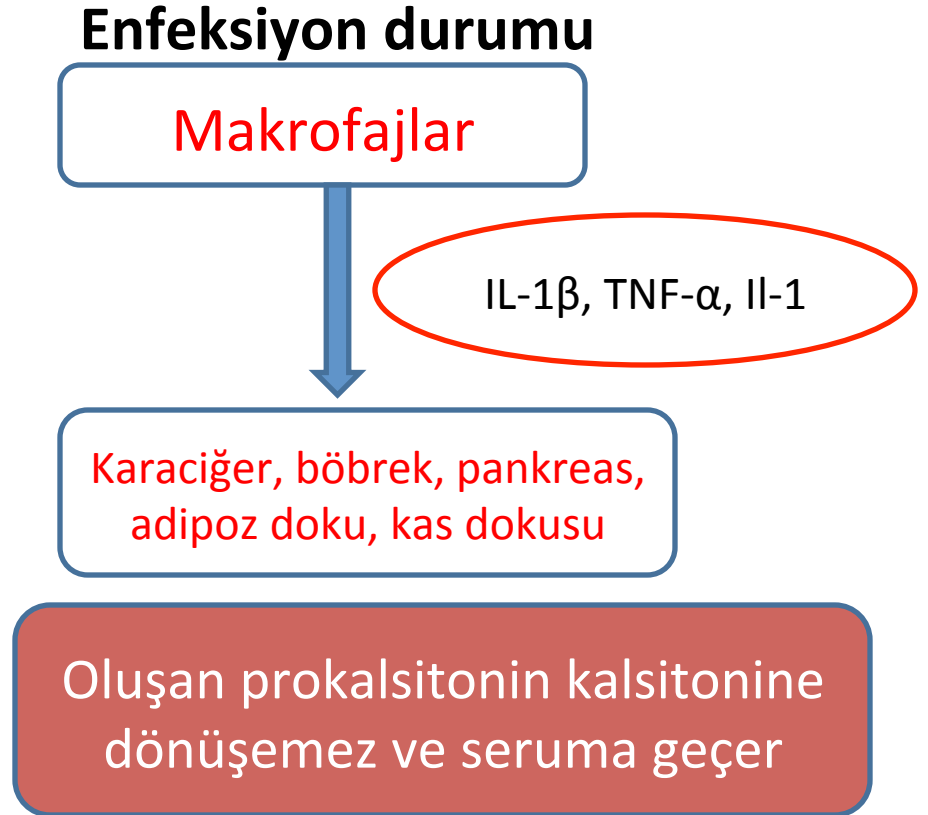 Enfeksiyon durumu
Makrofajlar
IL-1β, TNF-α, Il-1
Karaciğer, böbrek, pankreas,
adipoz doku, kas dokusu
Oluşan prokalsitonin kalsitonine
dönüşemez ve seruma geçer